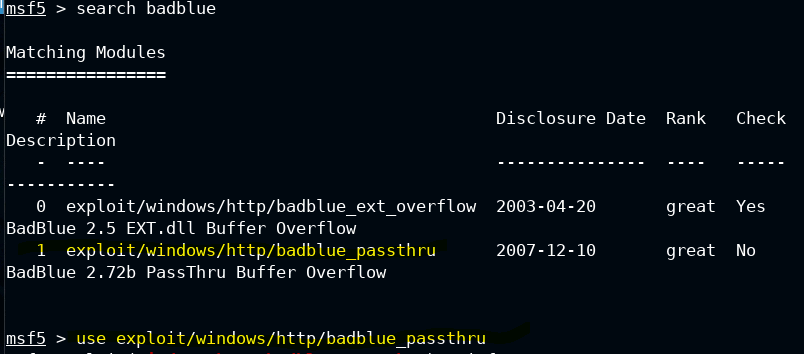 msf5 > search badblue
Matching Modules
================
# Name Disclosure Date Rank Check
Description
- ---- --------------- ---- -----
-----------
0 exploit/windows/http/badblue_ext_overflow 2003-04-20 great Yes
BadBlue 2.5 EXT.dll Buffer Overflow
1 exploit/windows/http/badblue_passthru 2007-12-10 great No
BadBlue 2.72b PassThru Buffer Overflow
msf5 > use exploit/windows/http/badblue_passthru